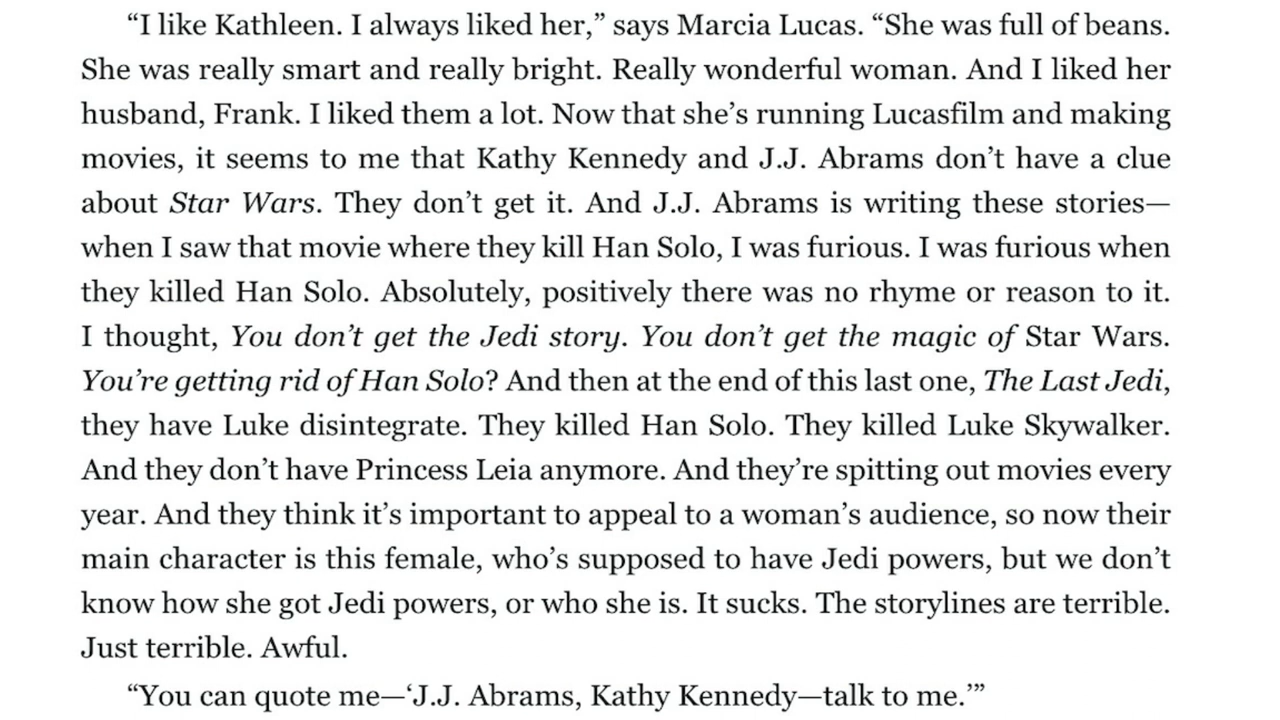 “I like Kathleen. I always liked her,” says Marcia Lucas. “She was full of beans.
She was really smart and really bright. Really wonderful woman. And I liked her
husband, Frank. I liked them a lot. Now that she’s running Lucasfilm and making
movies, it seems to me that Kathy Kennedy and J.J. Abrams don’t have a clue
about Star Wars. They don’t get it. And J.J. Abrams is writing these stories—
when I saw that movie where they kill Han Solo, I was furious. I was furious when
they killed Han Solo. Absolutely, positively there was no rhyme or reason to it.
I thought, You don’t get the Jedi story. You don’t get the magic of Star Wars.
You’re getting rid of Han Solo? And then at the end of this last one, The Last Jedi,
they have Luke disintegrate. They killed Han Solo. They killed Luke Skywalker.
And they don’t have Princess Leia anymore. And they’re spitting out movies every
year. And they think it’s important to appeal to a woman’s audience, so now their
main character is this female, who’s supposed to have Jedi powers, but we don’t
know how she got Jedi powers, or who she is. It sucks. The storylines are terrible.
Just terrible. Awful.
“You can quote me—‘J.J. Abrams, Kathy Kennedy—talk to me.’”